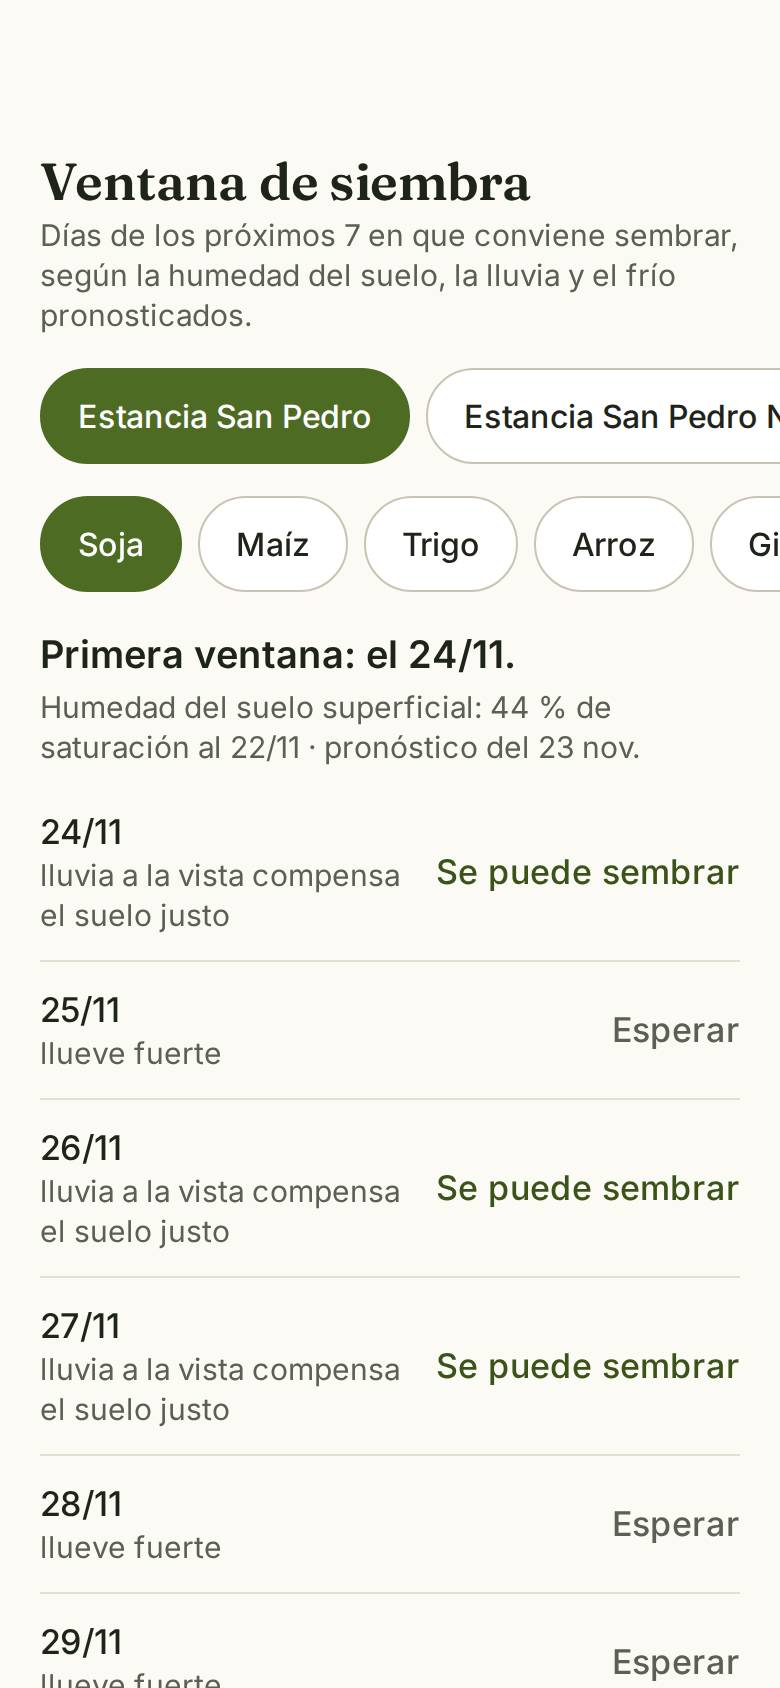 Ventana de siembra
Días de los próximos 7 en que conviene sembrar,
según la humedad del suelo, la lluvia y el frío
pronosticados.
Estancia San Pedro
Estancia San Pedro N
Soja
Maíz
Trigo
Arroz
Gi
Primera ventana: el 24/11.
Humedad del suelo superficial: 44 % de
saturación al 22/11 · pronóstico del 23 nov.
24/11
lluvia a la vista compensa
el suelo justo
Se puede sembrar
25/11
llueve fuerte
Esperar
26/11
lluvia a la vista compensa
el suelo justo
Se puede sembrar
27/11
lluvia a la vista compensa
el suelo justo
Se puede sembrar
28/11
llueve fuerte
Esperar
29/11
llueve fuerte
Esperar